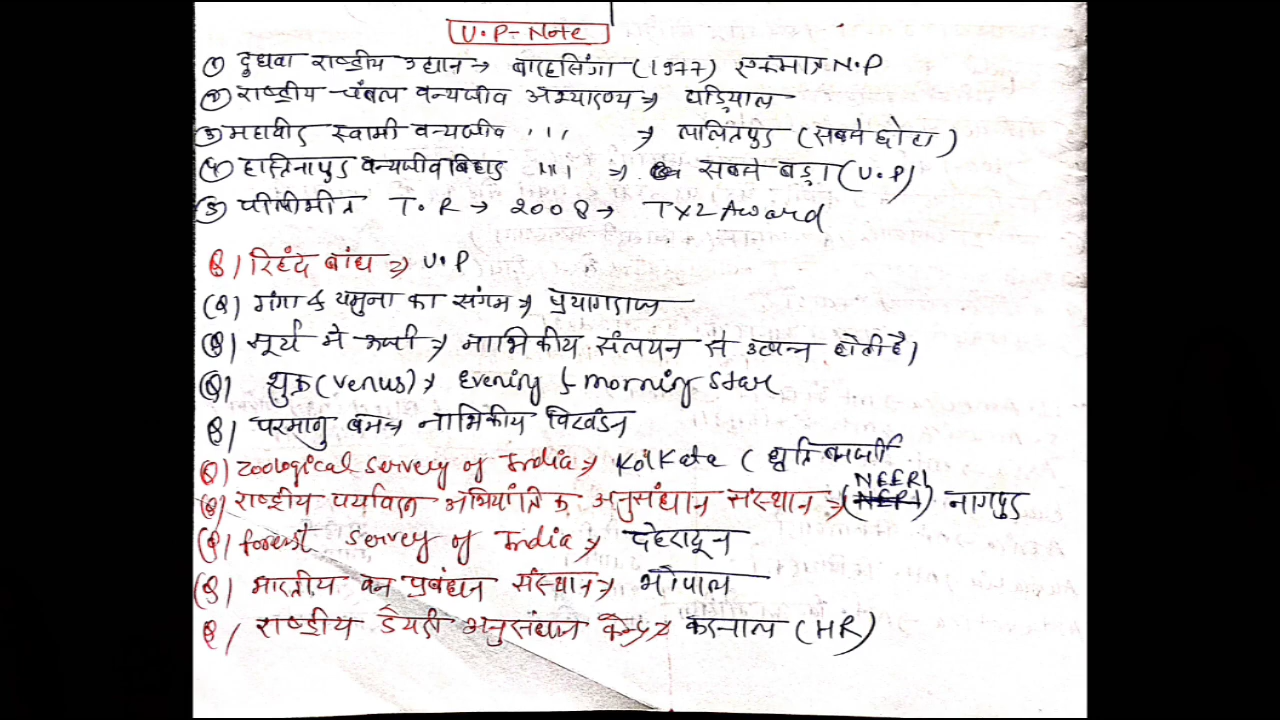 U.P-Note
① दुधवा राष्ट्रीय उद्यान → बारहसिंगा (1977) एकमात्र N.P
② राष्ट्रीय चंबल वन्यजीव अभ्यारण्य → घड़ियाल
③ महावीर स्वामी वन्यजीव ,,, → ललितपुर (सबसे छोटा)
④ हस्तिनापुर वन्यजीव विहार ,,,, → सबसे बड़ा (U.P)
⑤ पीलीभीत T.R → 2008 → TX2 Award
Q) रिहंद बांध → U.P
(Q) गंगा & यमुना का संगम → प्रयागराज
(Q) सूर्य मे ऊर्जा → नाभिकीय संलयन से उत्पन्न होती है।
(Q) शुक्र (venus) → Evening & morning star
Q) परमाणु बम → नाभिकीय विखंडन
(Q) zoological servey of India → Kolkata (
(Q) राष्ट्रीय पर्यावरण अभियांत्रिक अनुसंधान संस्थान → (NEERI) नागपुर
(Q) forest servey of India → देहरादून
(Q) भारतीय वन प्रबंधन संस्थान → भोपाल
Q) राष्ट्रीय डेयरी अनुसंधान केन्द्र → करनाल (HR)